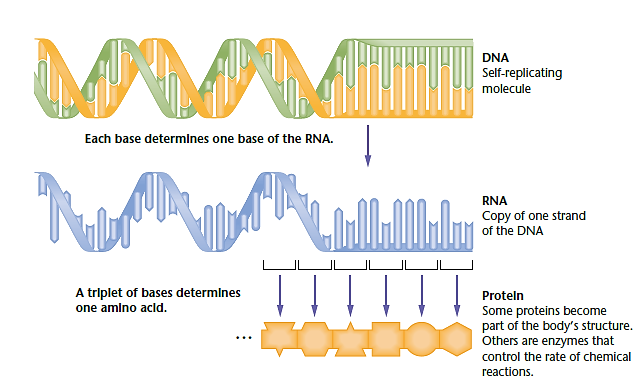 DNA
Self-replicating
molecule
Each base determines one base of the RNA.
RNA
Copy of one strand
of the DNA
A triplet of bases determines
one amino acid.
...
Protein
Some proteins become
part of the body's structure.
Others are enzymes that
control the rate of chemical
reactions.